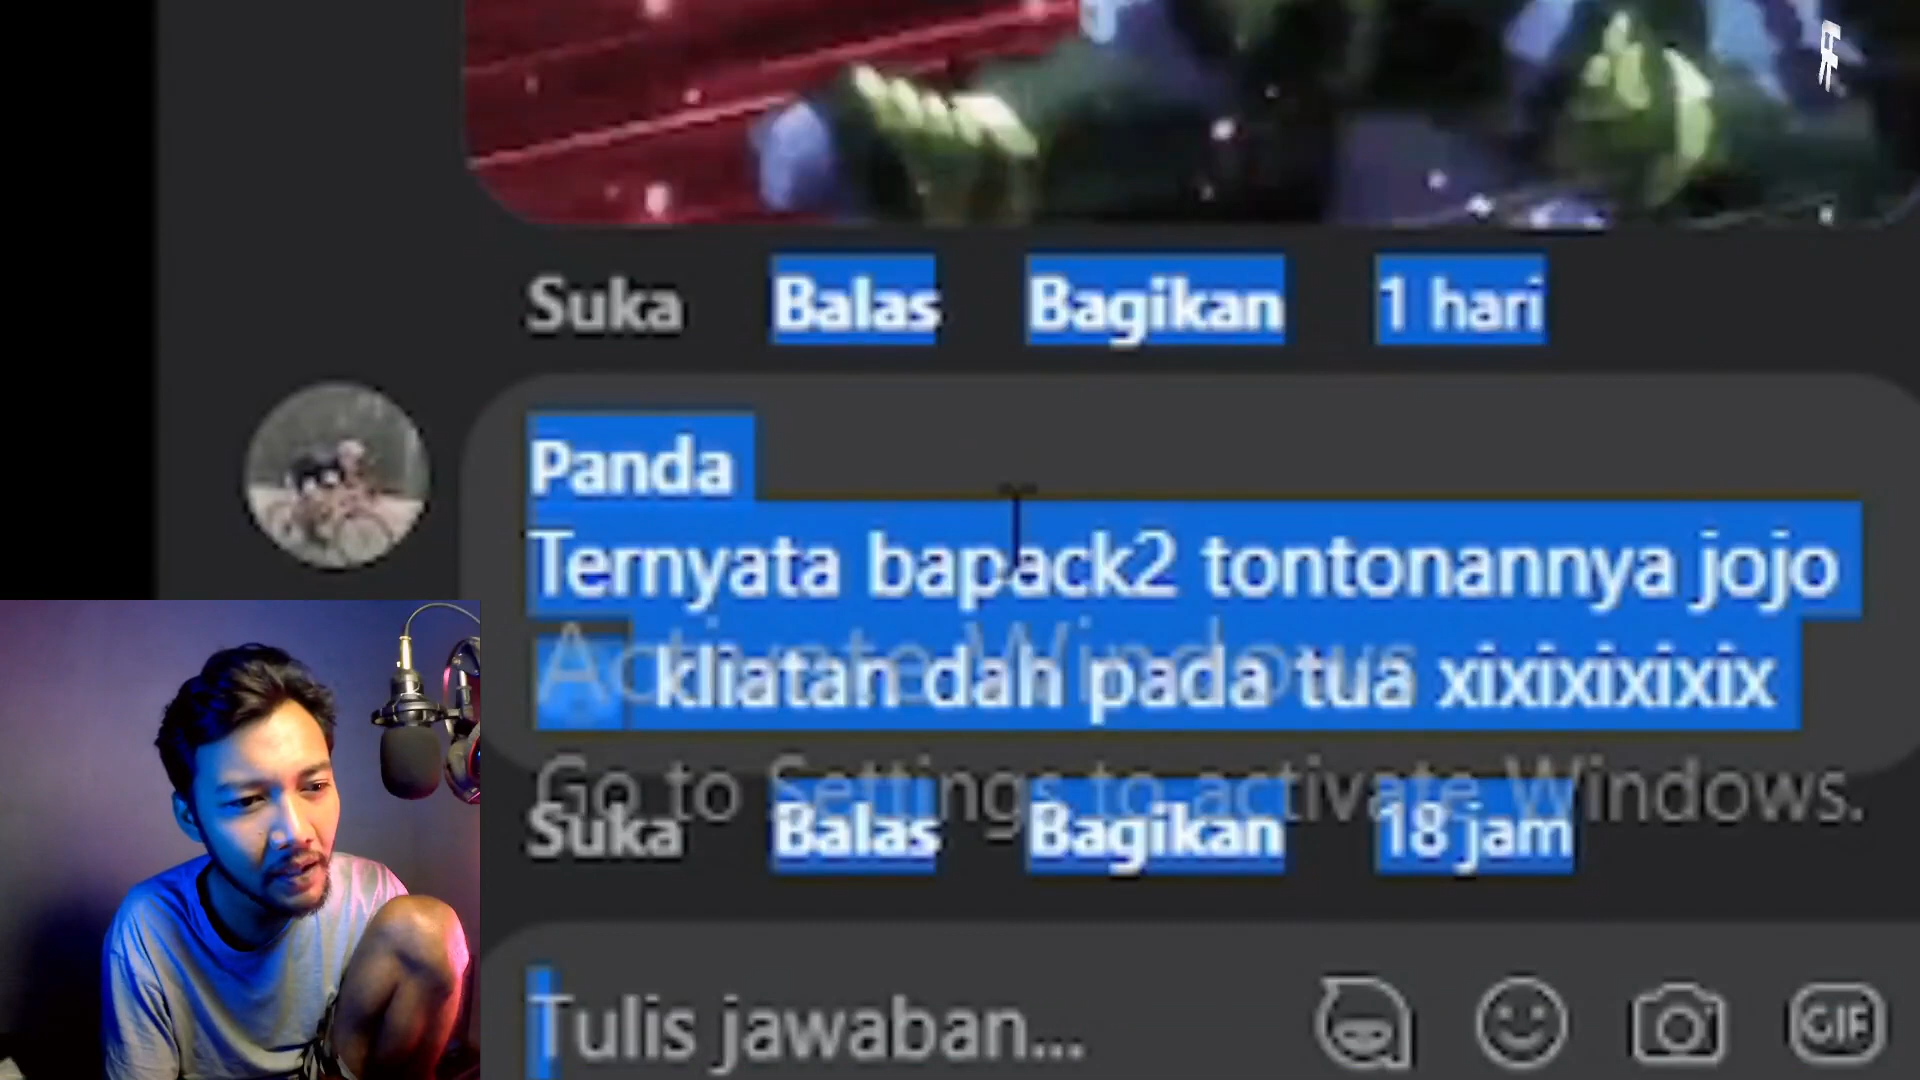 Suka Balas Bagikan 1 hari
Panda
Ternyata bapack2 tontonannya jojo
kliatan dah pada tua xixixixixix
Activate Windows
Go to Settings to activate Windows.
Suka Balas Bagikan 18 jam
Tulis jawaban...
GIF